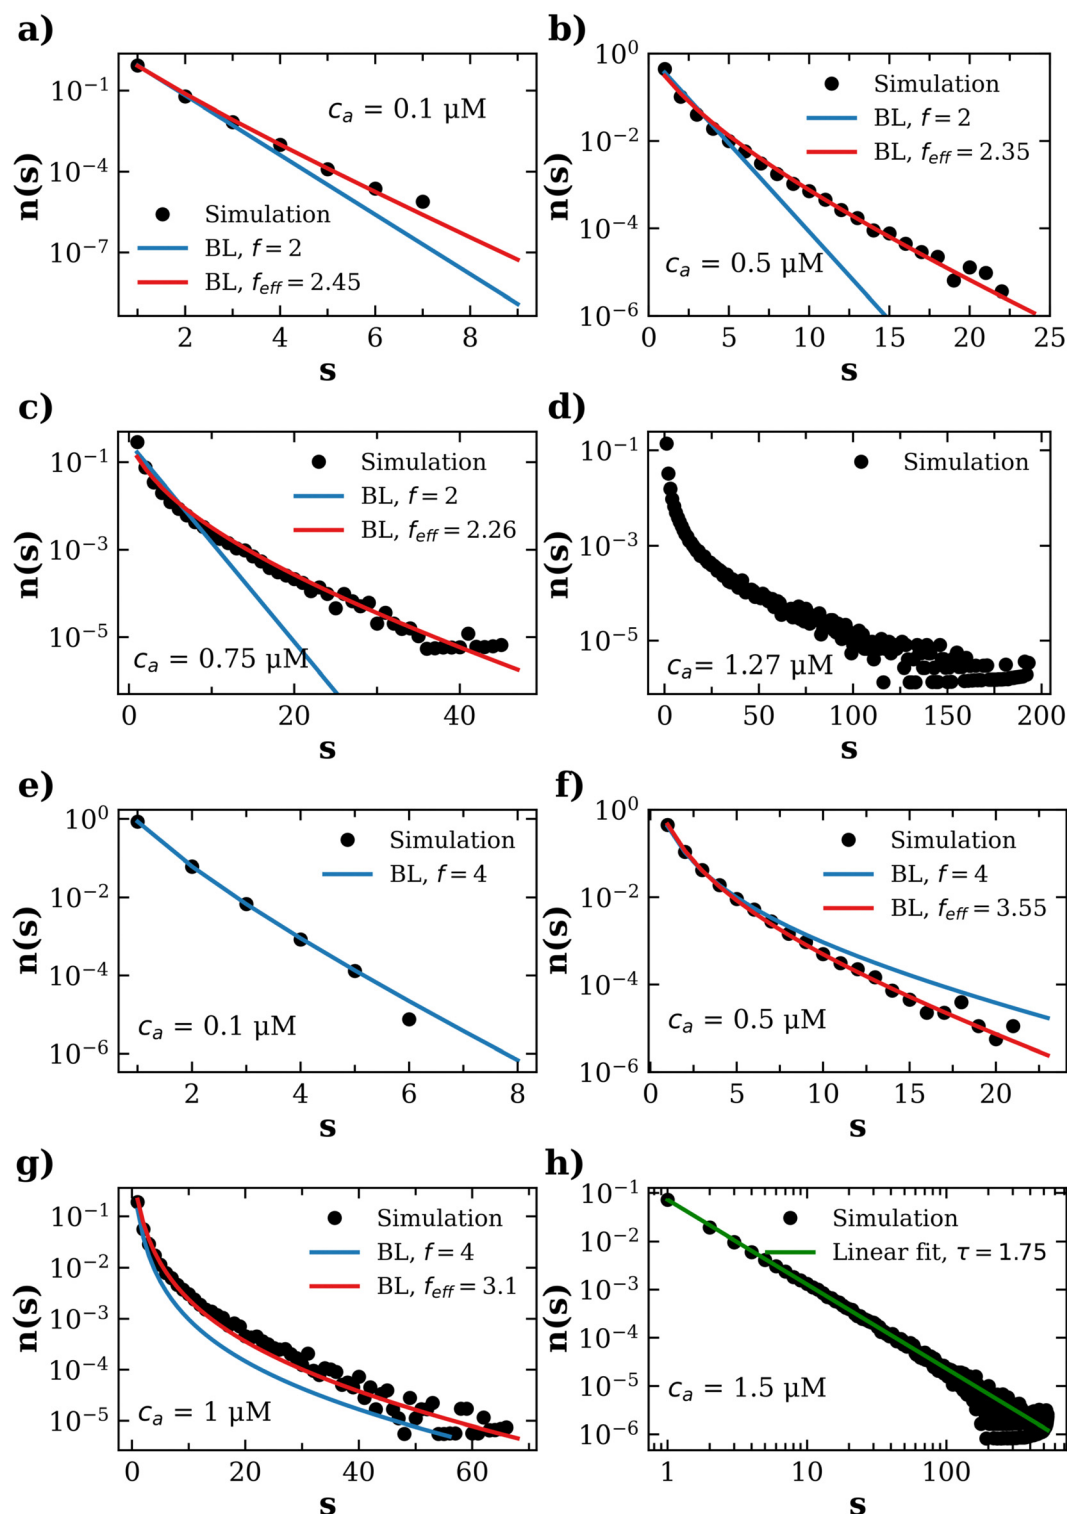 a)
10⁻¹
10⁻⁴
10⁻⁷
n(s)
c_a = 0.1 μM
Simulation
BL, f = 2
BL, f_eff = 2.45
2 4 6 8
s
b)
10⁰
10⁻²
10⁻⁴
10⁻⁶
n(s)
Simulation
BL, f = 2
BL, f_eff = 2.35
c_a = 0.5 μM
0 5 10 15 20 25
s
c)
10⁻¹
10⁻³
10⁻⁵
n(s)
Simulation
BL, f = 2
BL, f_eff = 2.26
c_a = 0.75 μM
0 20 40
s
d)
10⁻¹
10⁻³
10⁻⁵
n(s)
Simulation
c_a = 1.27 μM
0 25 50 75 100 125 150 175 200
s
e)
10⁰
10⁻²
10⁻⁴
10⁻⁶
n(s)
Simulation
BL, f = 4
c_a = 0.1 μM
2 4 6 8
s
f)
10⁰
10⁻²
10⁻⁴
10⁻⁶
n(s)
Simulation
BL, f = 4
BL, f_eff = 3.55
c_a = 0.5 μM
0 5 10 15 20
s
g)
10⁻¹
10⁻²
10⁻³
10⁻⁴
10⁻⁵
n(s)
Simulation
BL, f = 4
BL, f_eff = 3.1
c_a = 1 μM
0 20 40 60
s
h)
10⁻¹
10⁻²
10⁻³
10⁻⁴
10⁻⁵
10⁻⁶
n(s)
Simulation
Linear fit, τ = 1.75
c_a = 1.5 μM
1 10 100
s